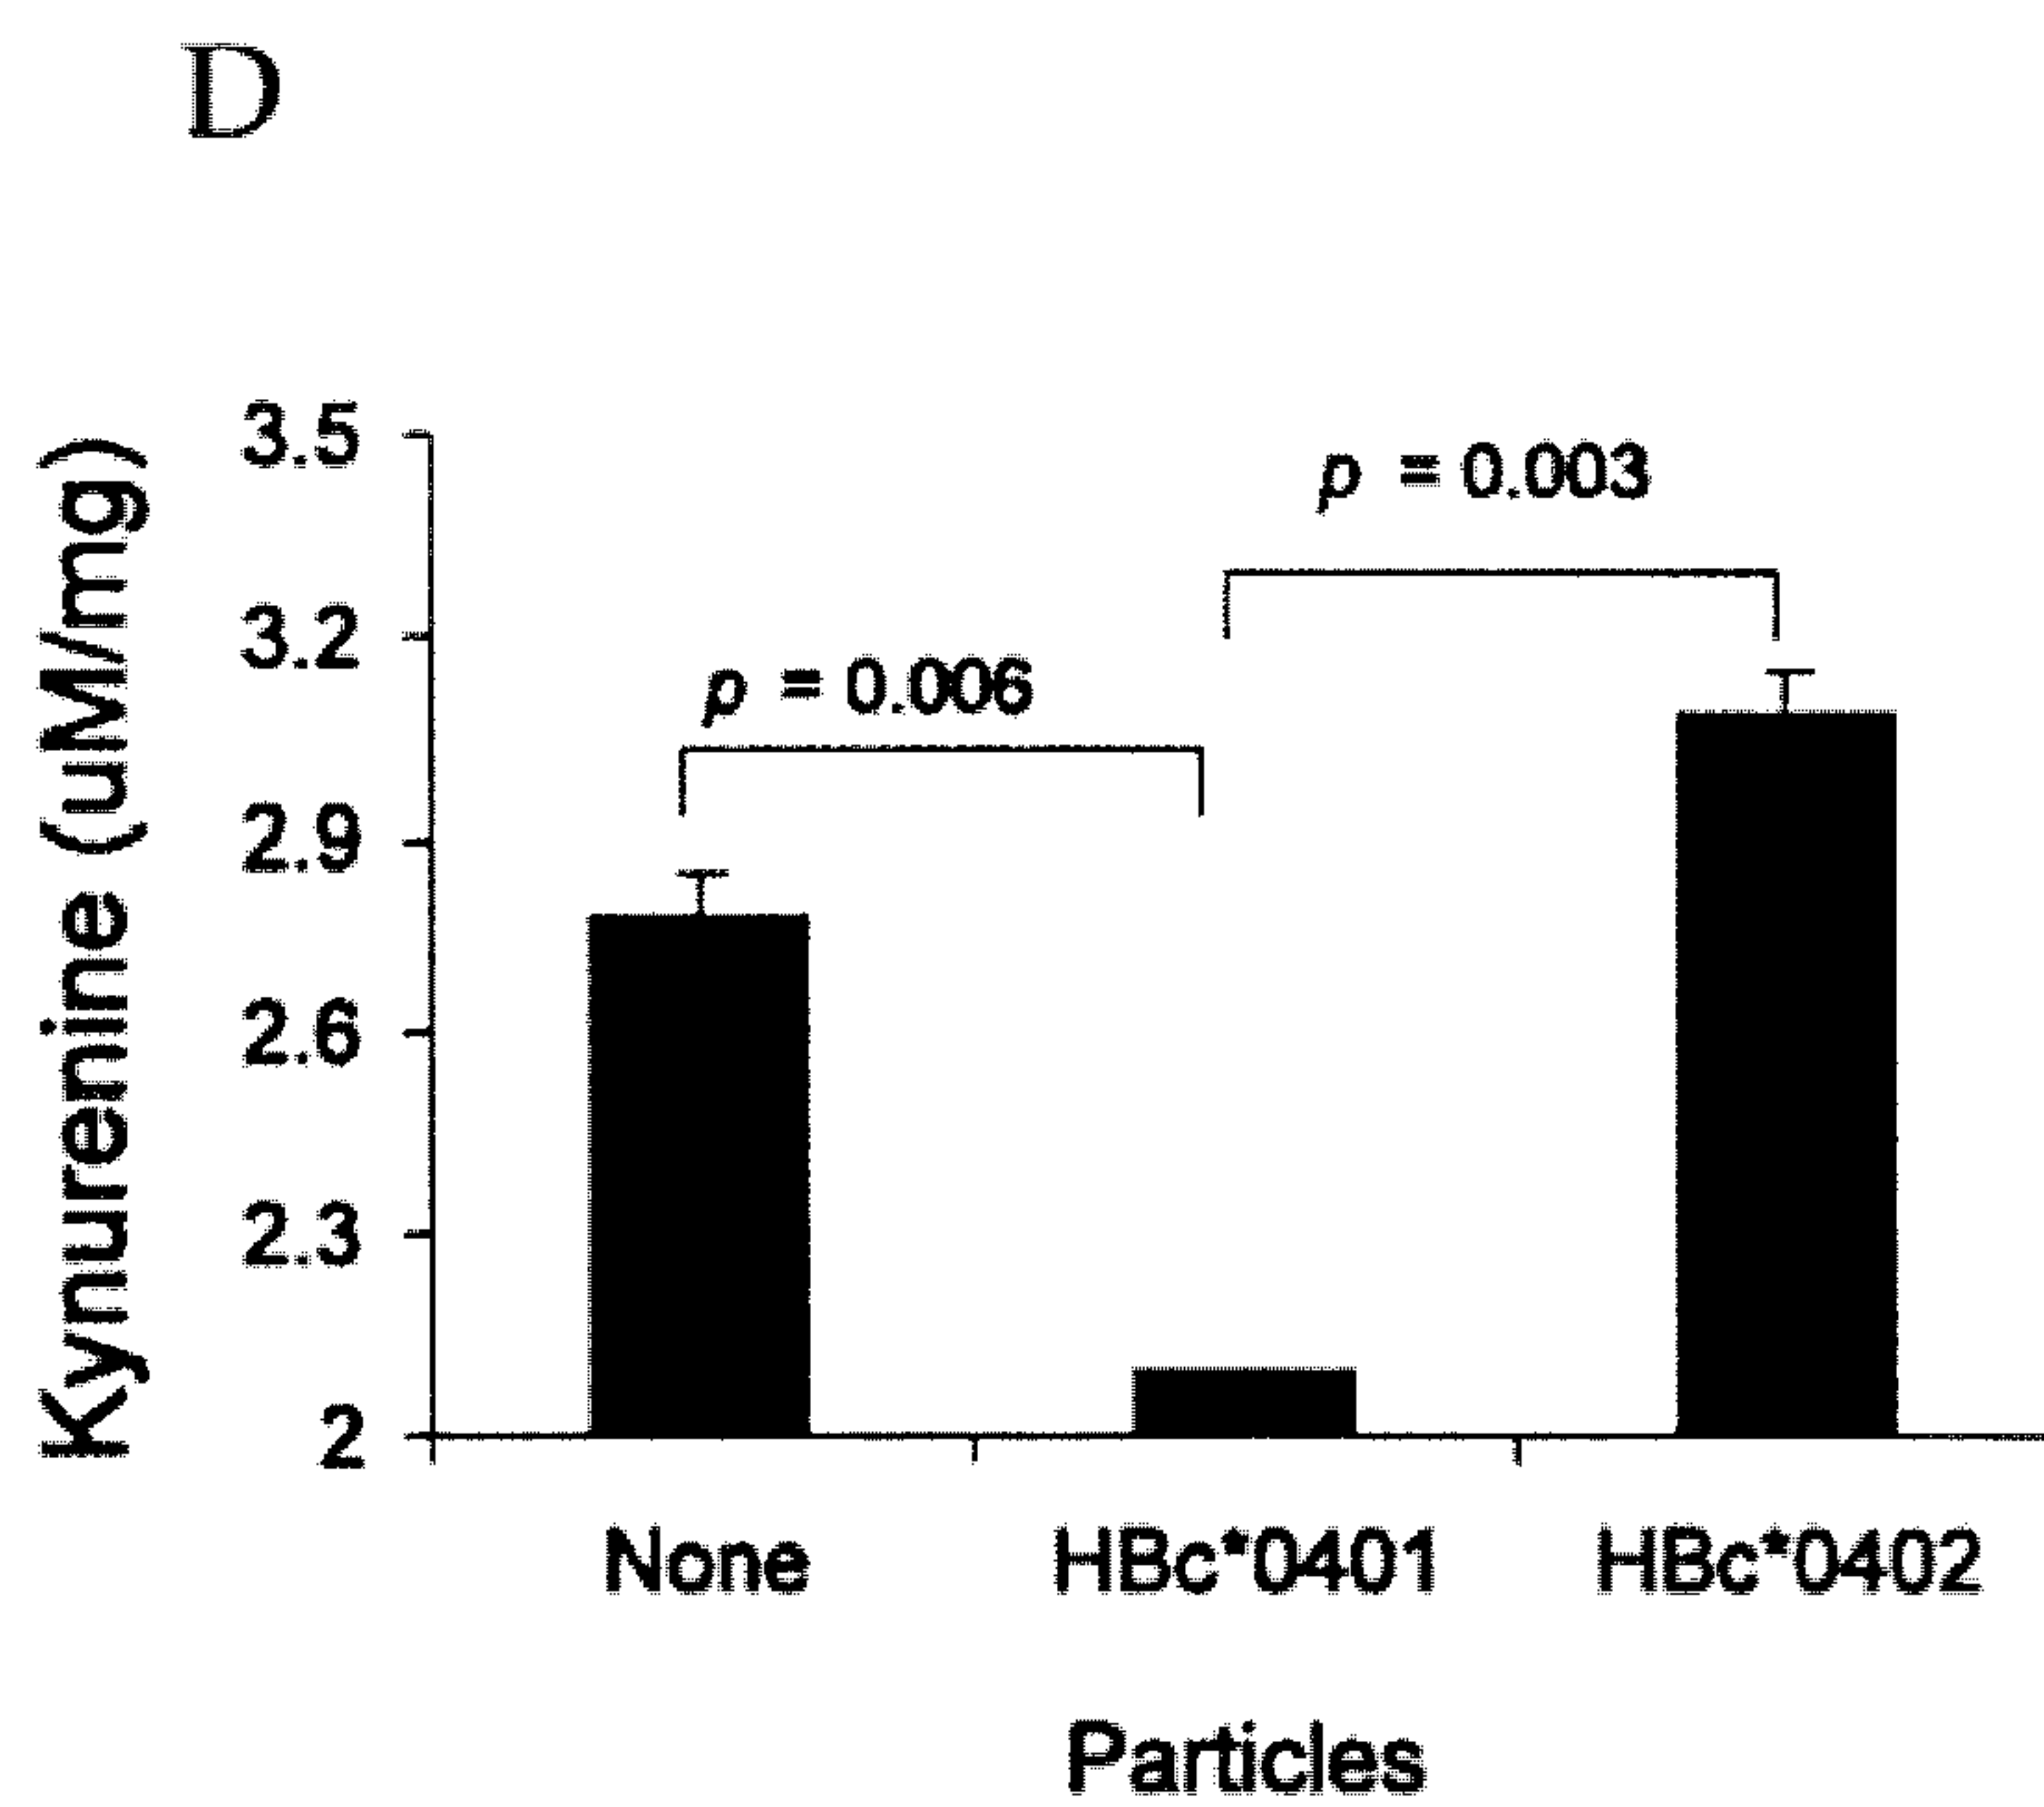 D
Kynurenine (uM/mg)
3.5
3.2
2.9
2.6
2.3
2
p = 0.006
p = 0.003
None
HBc*0401
HBc*0402
Particles